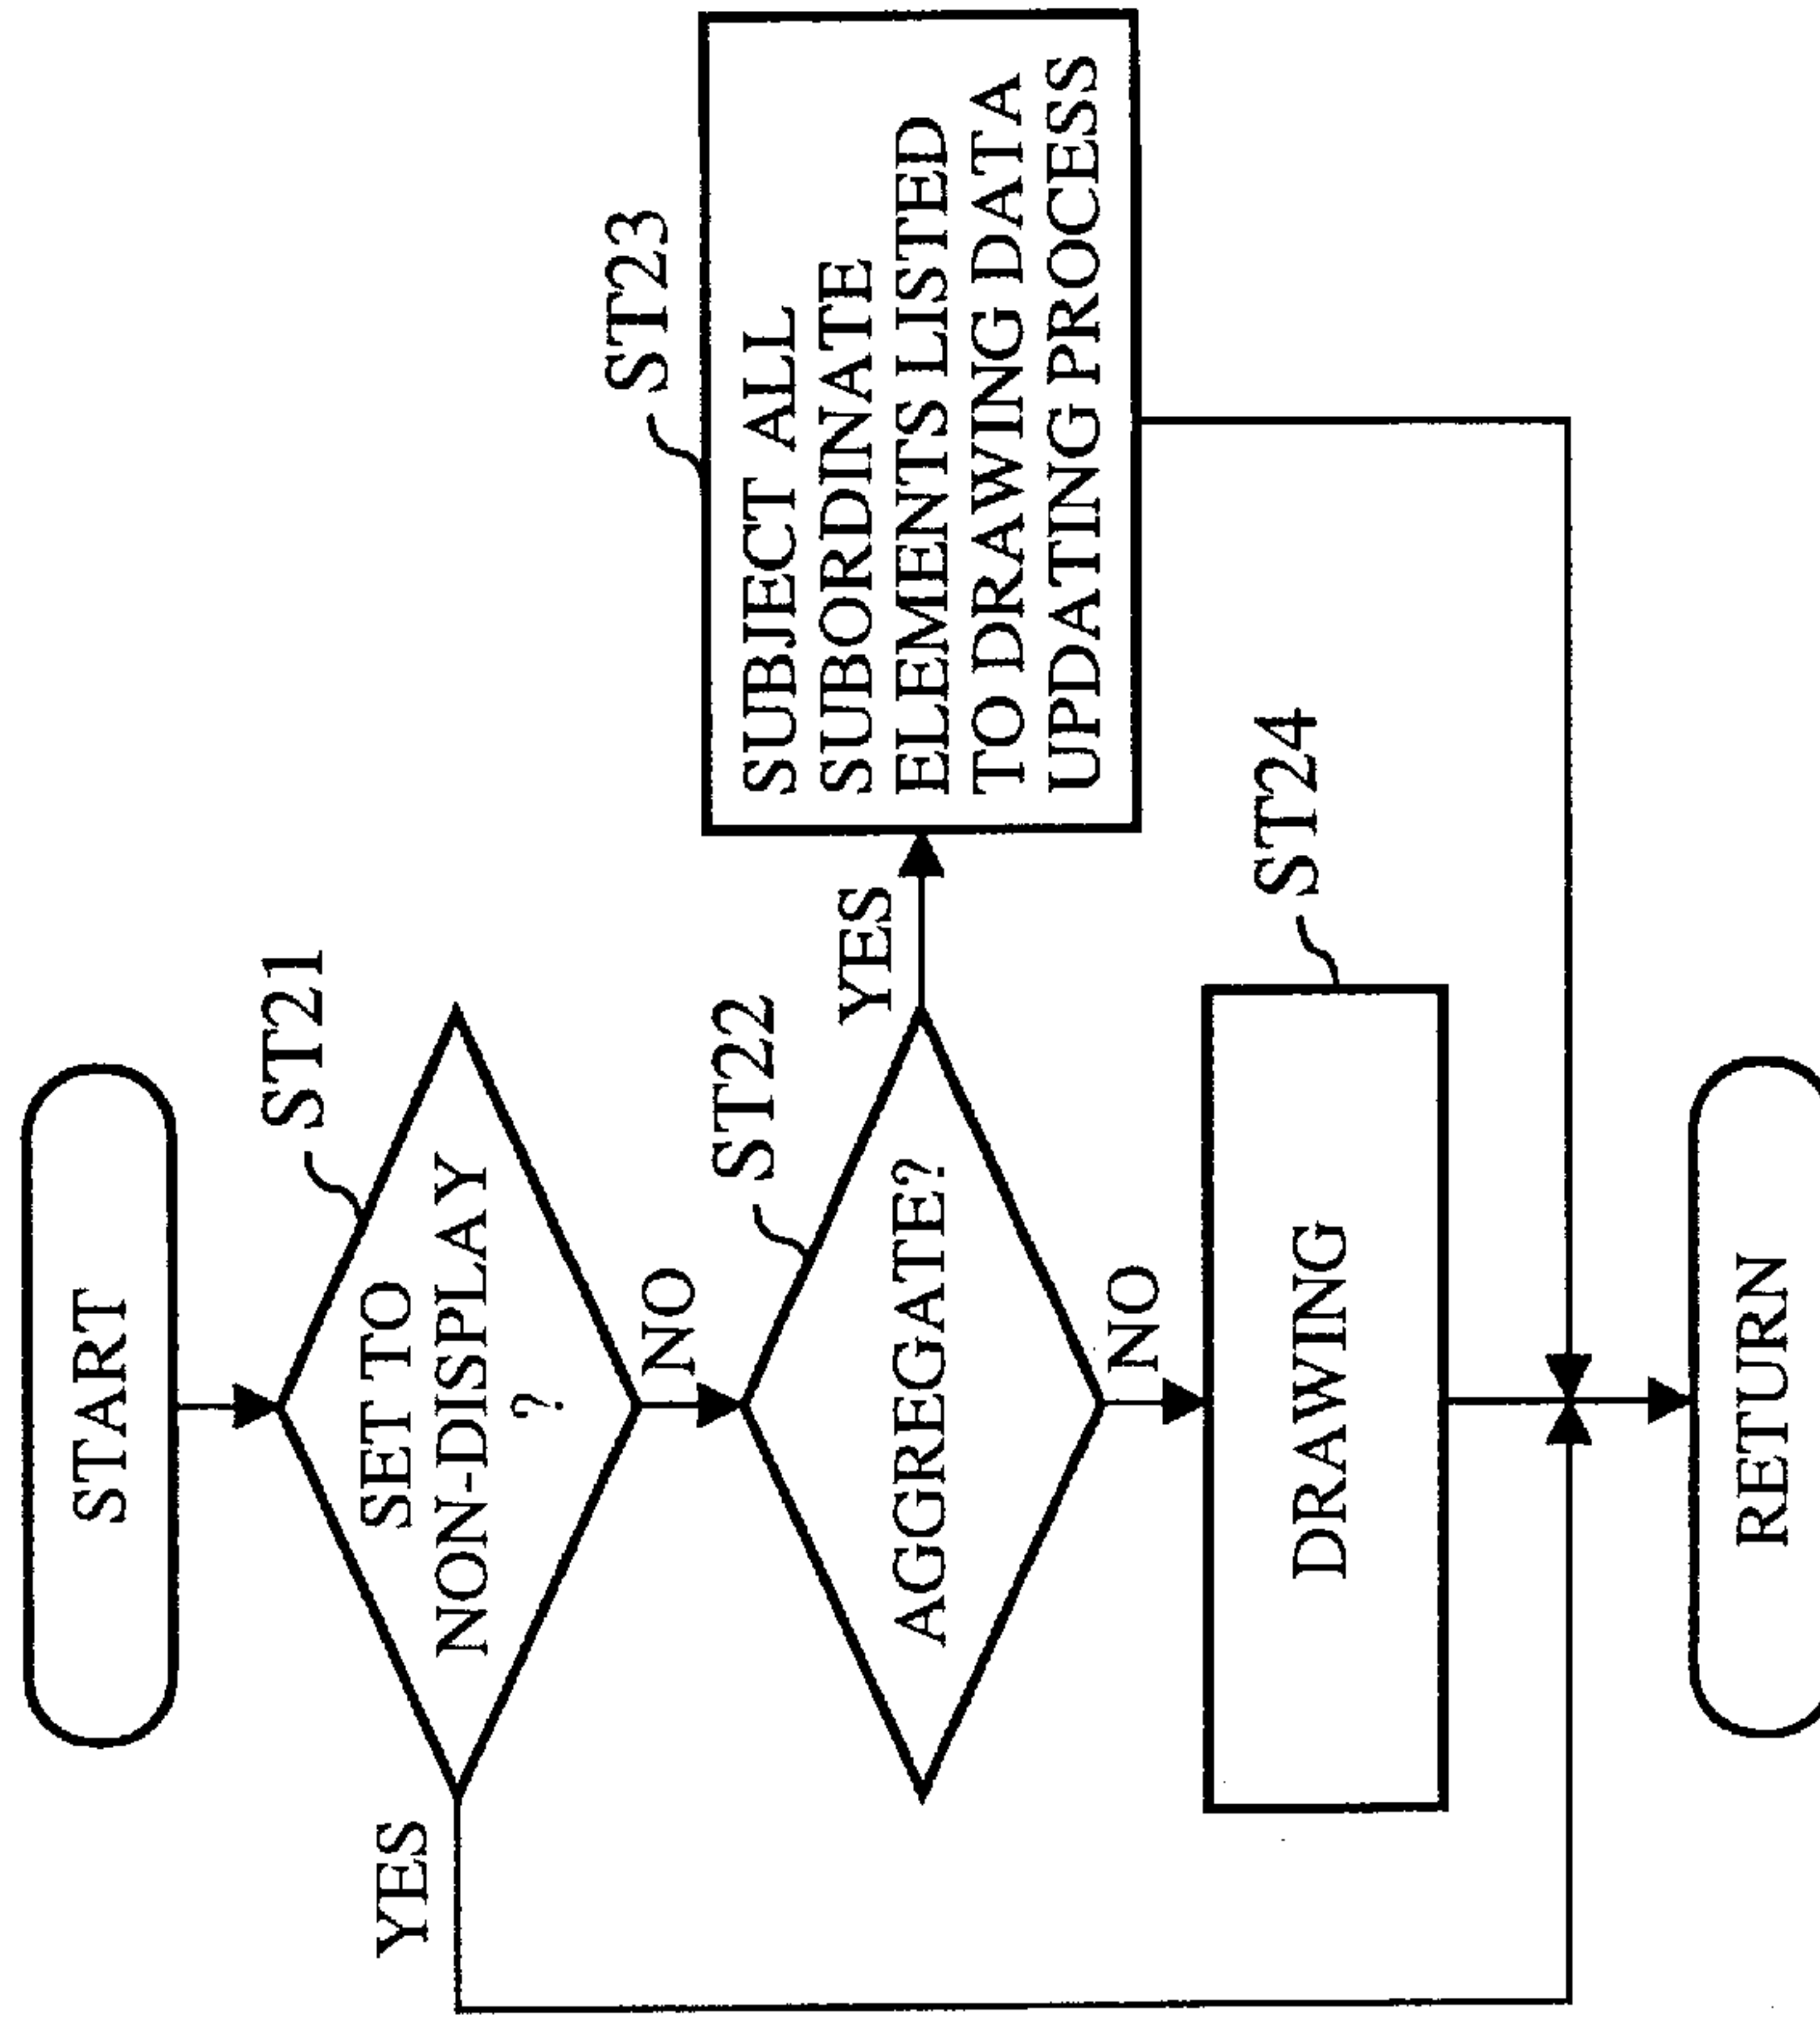 START
ST21
SET TO
NON-DISPLAY
?
YES
NO
ST22
AGGREGATE?
YES
NO
ST23
SUBJECT ALL
SUBORDINATE
ELEMENTS LISTED
TO DRAWING DATA
UPDATING PROCESS
ST24
DRAWING
RETURN